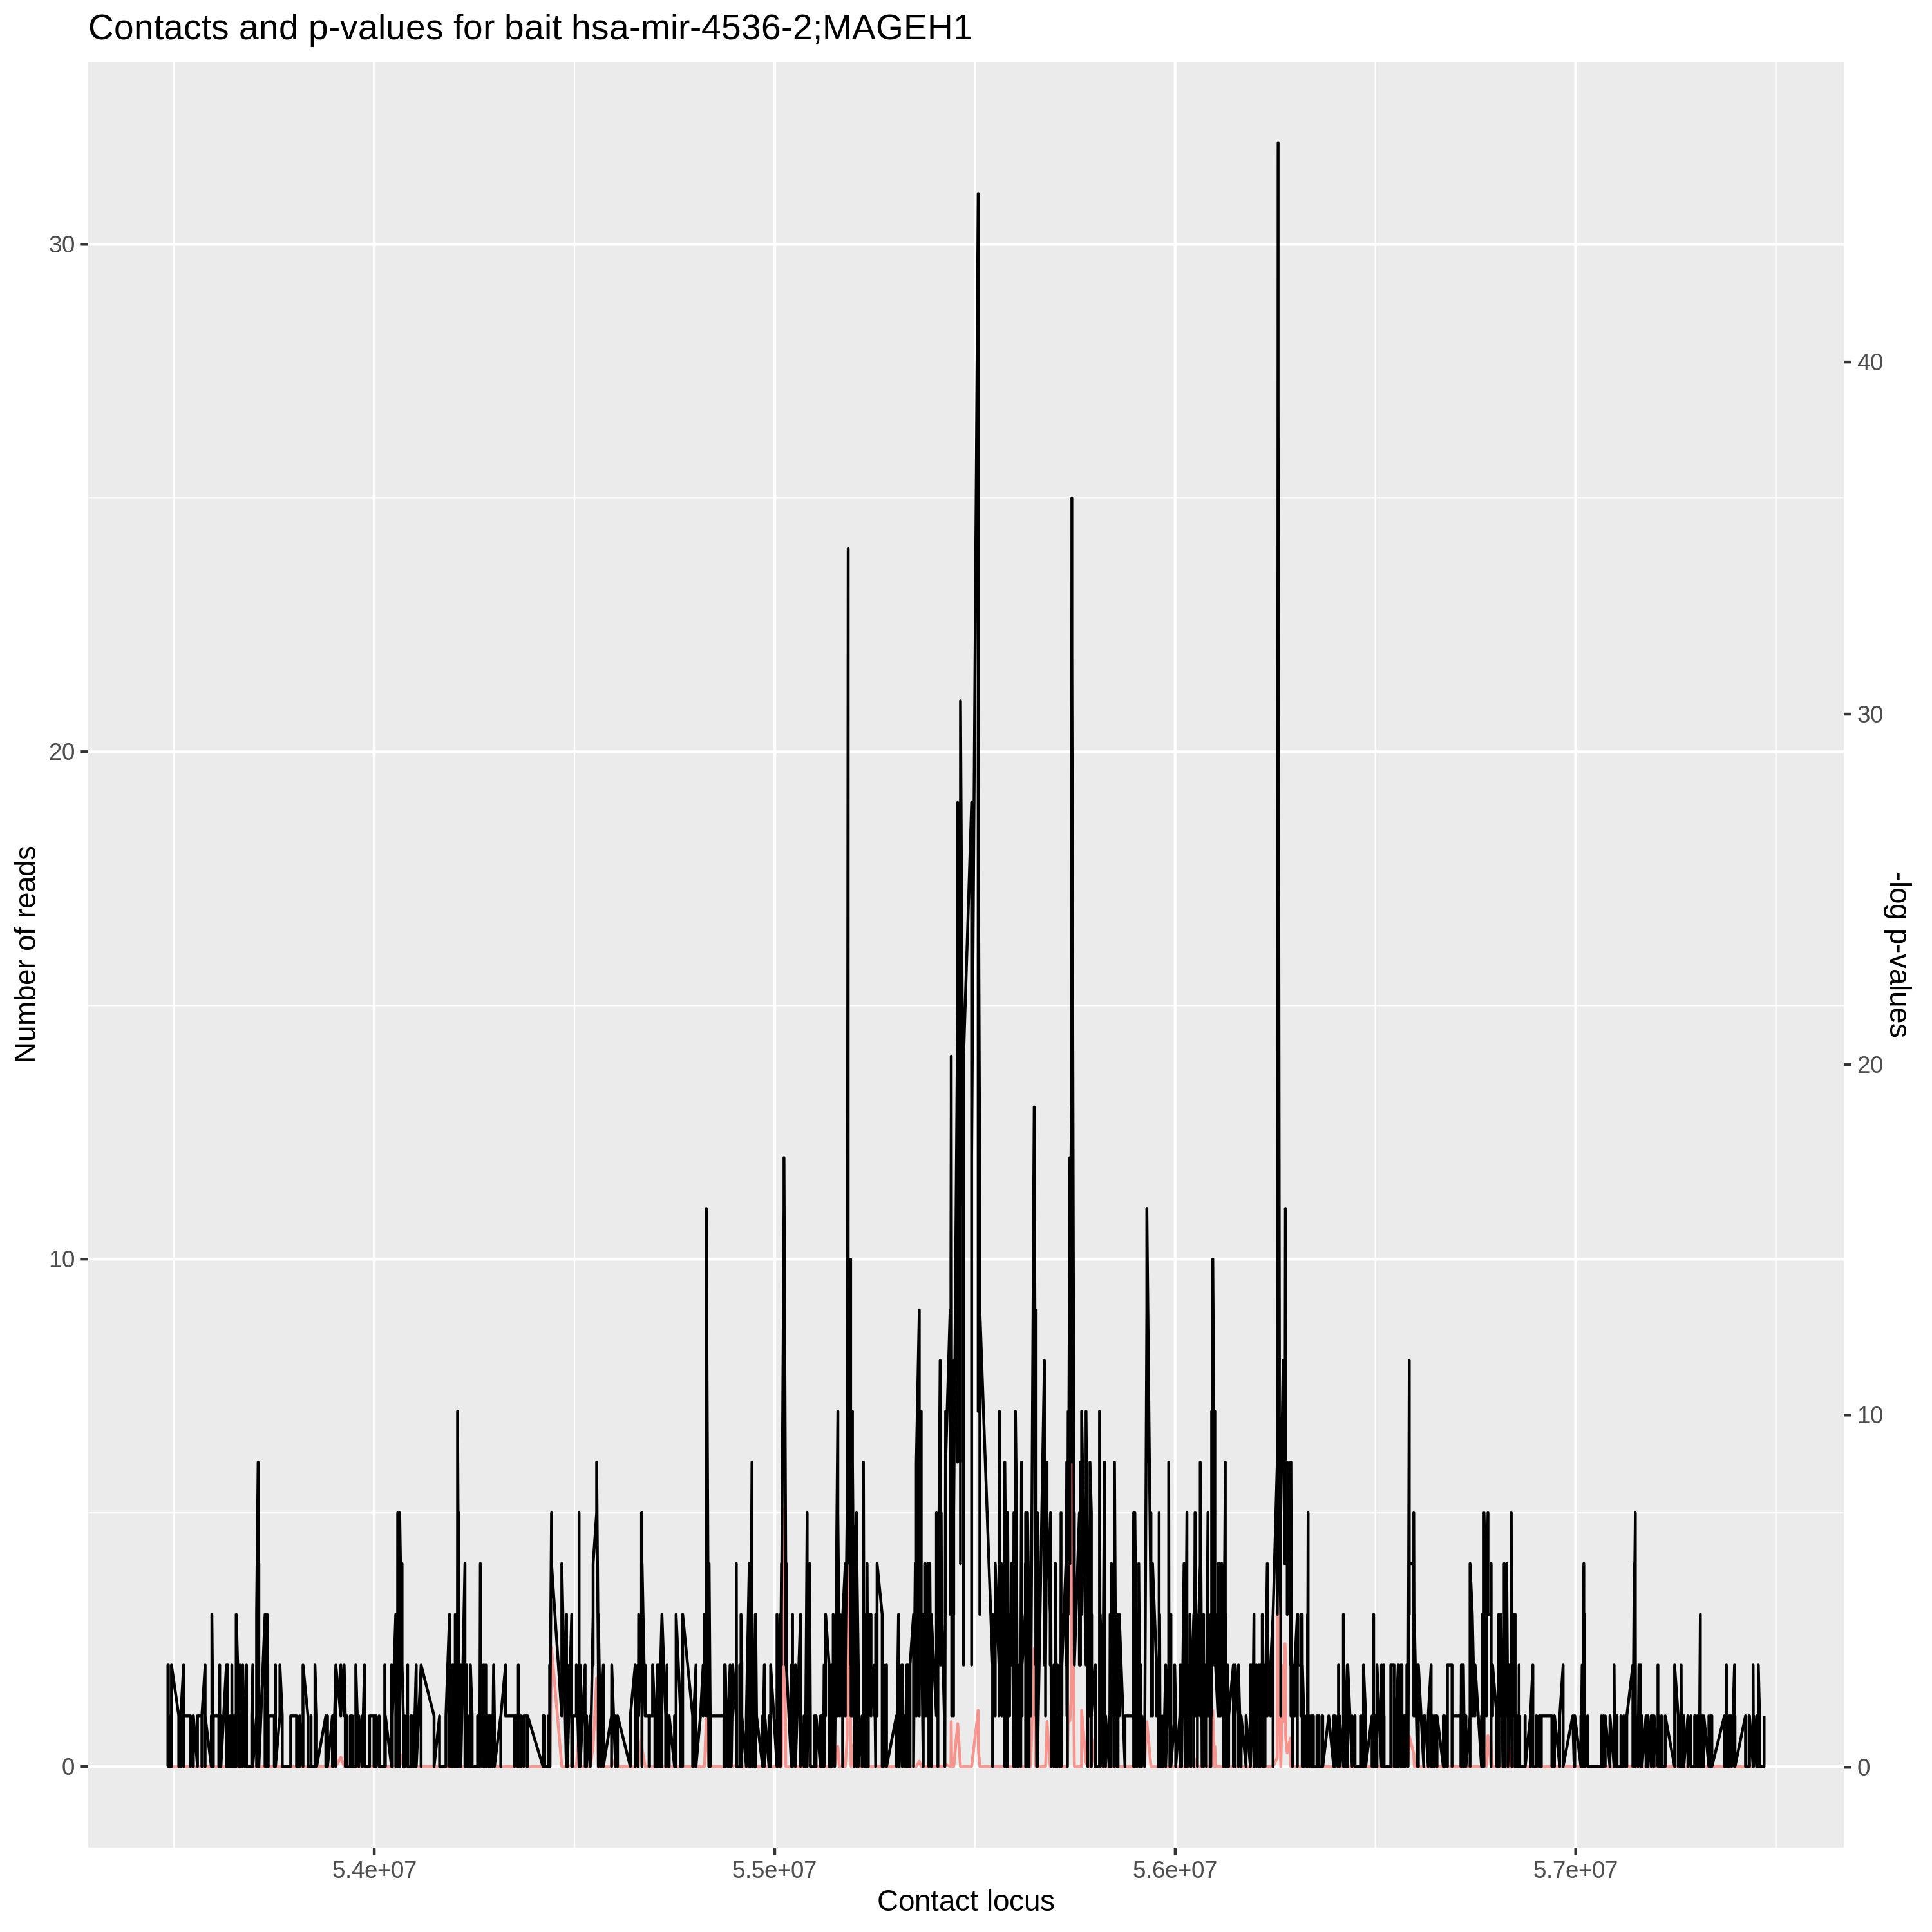 Contacts and p-values for bait hsa-mir-4536-2;MAGEH1
30
20
10
0
Number of reads
40
30
20
10
0
-log p-values
5.4e+07 5.5e+07 5.6e+07 5.7e+07
Contact locus